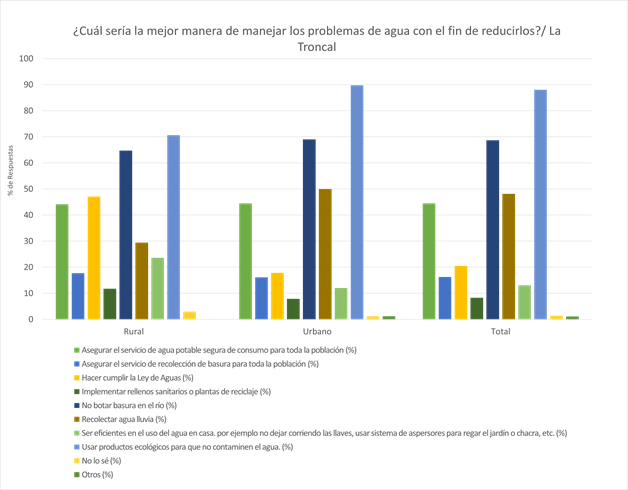 ¿Cuál sería la mejor manera de manejar los problemas de agua con el fin de reducirlos?/ La
Troncal
100
90
80
70
60
50
40
30
20
10
0
% de Respuestas
Rural
Urbano
Total
Asegurar el servicio de agua potable segura de consumo para toda la población (%)
Asegurar el servicio de recolección de basura para toda la población (%)
Hacer cumplir la Ley de Aguas (%)
Implementar rellenos sanitarios o plantas de reciclaje (%)
No botar basura en el río (%)
Recolectar agua lluvia (%)
Ser eficientes en el uso del agua en casa. por ejemplo no dejar corriendo las llaves, usar sistema de aspersores para regar el jardín o chacra, etc. (%)
Usar productos ecológicos para que no contaminen el agua. (%)
No lo sé (%)
Otros (%)